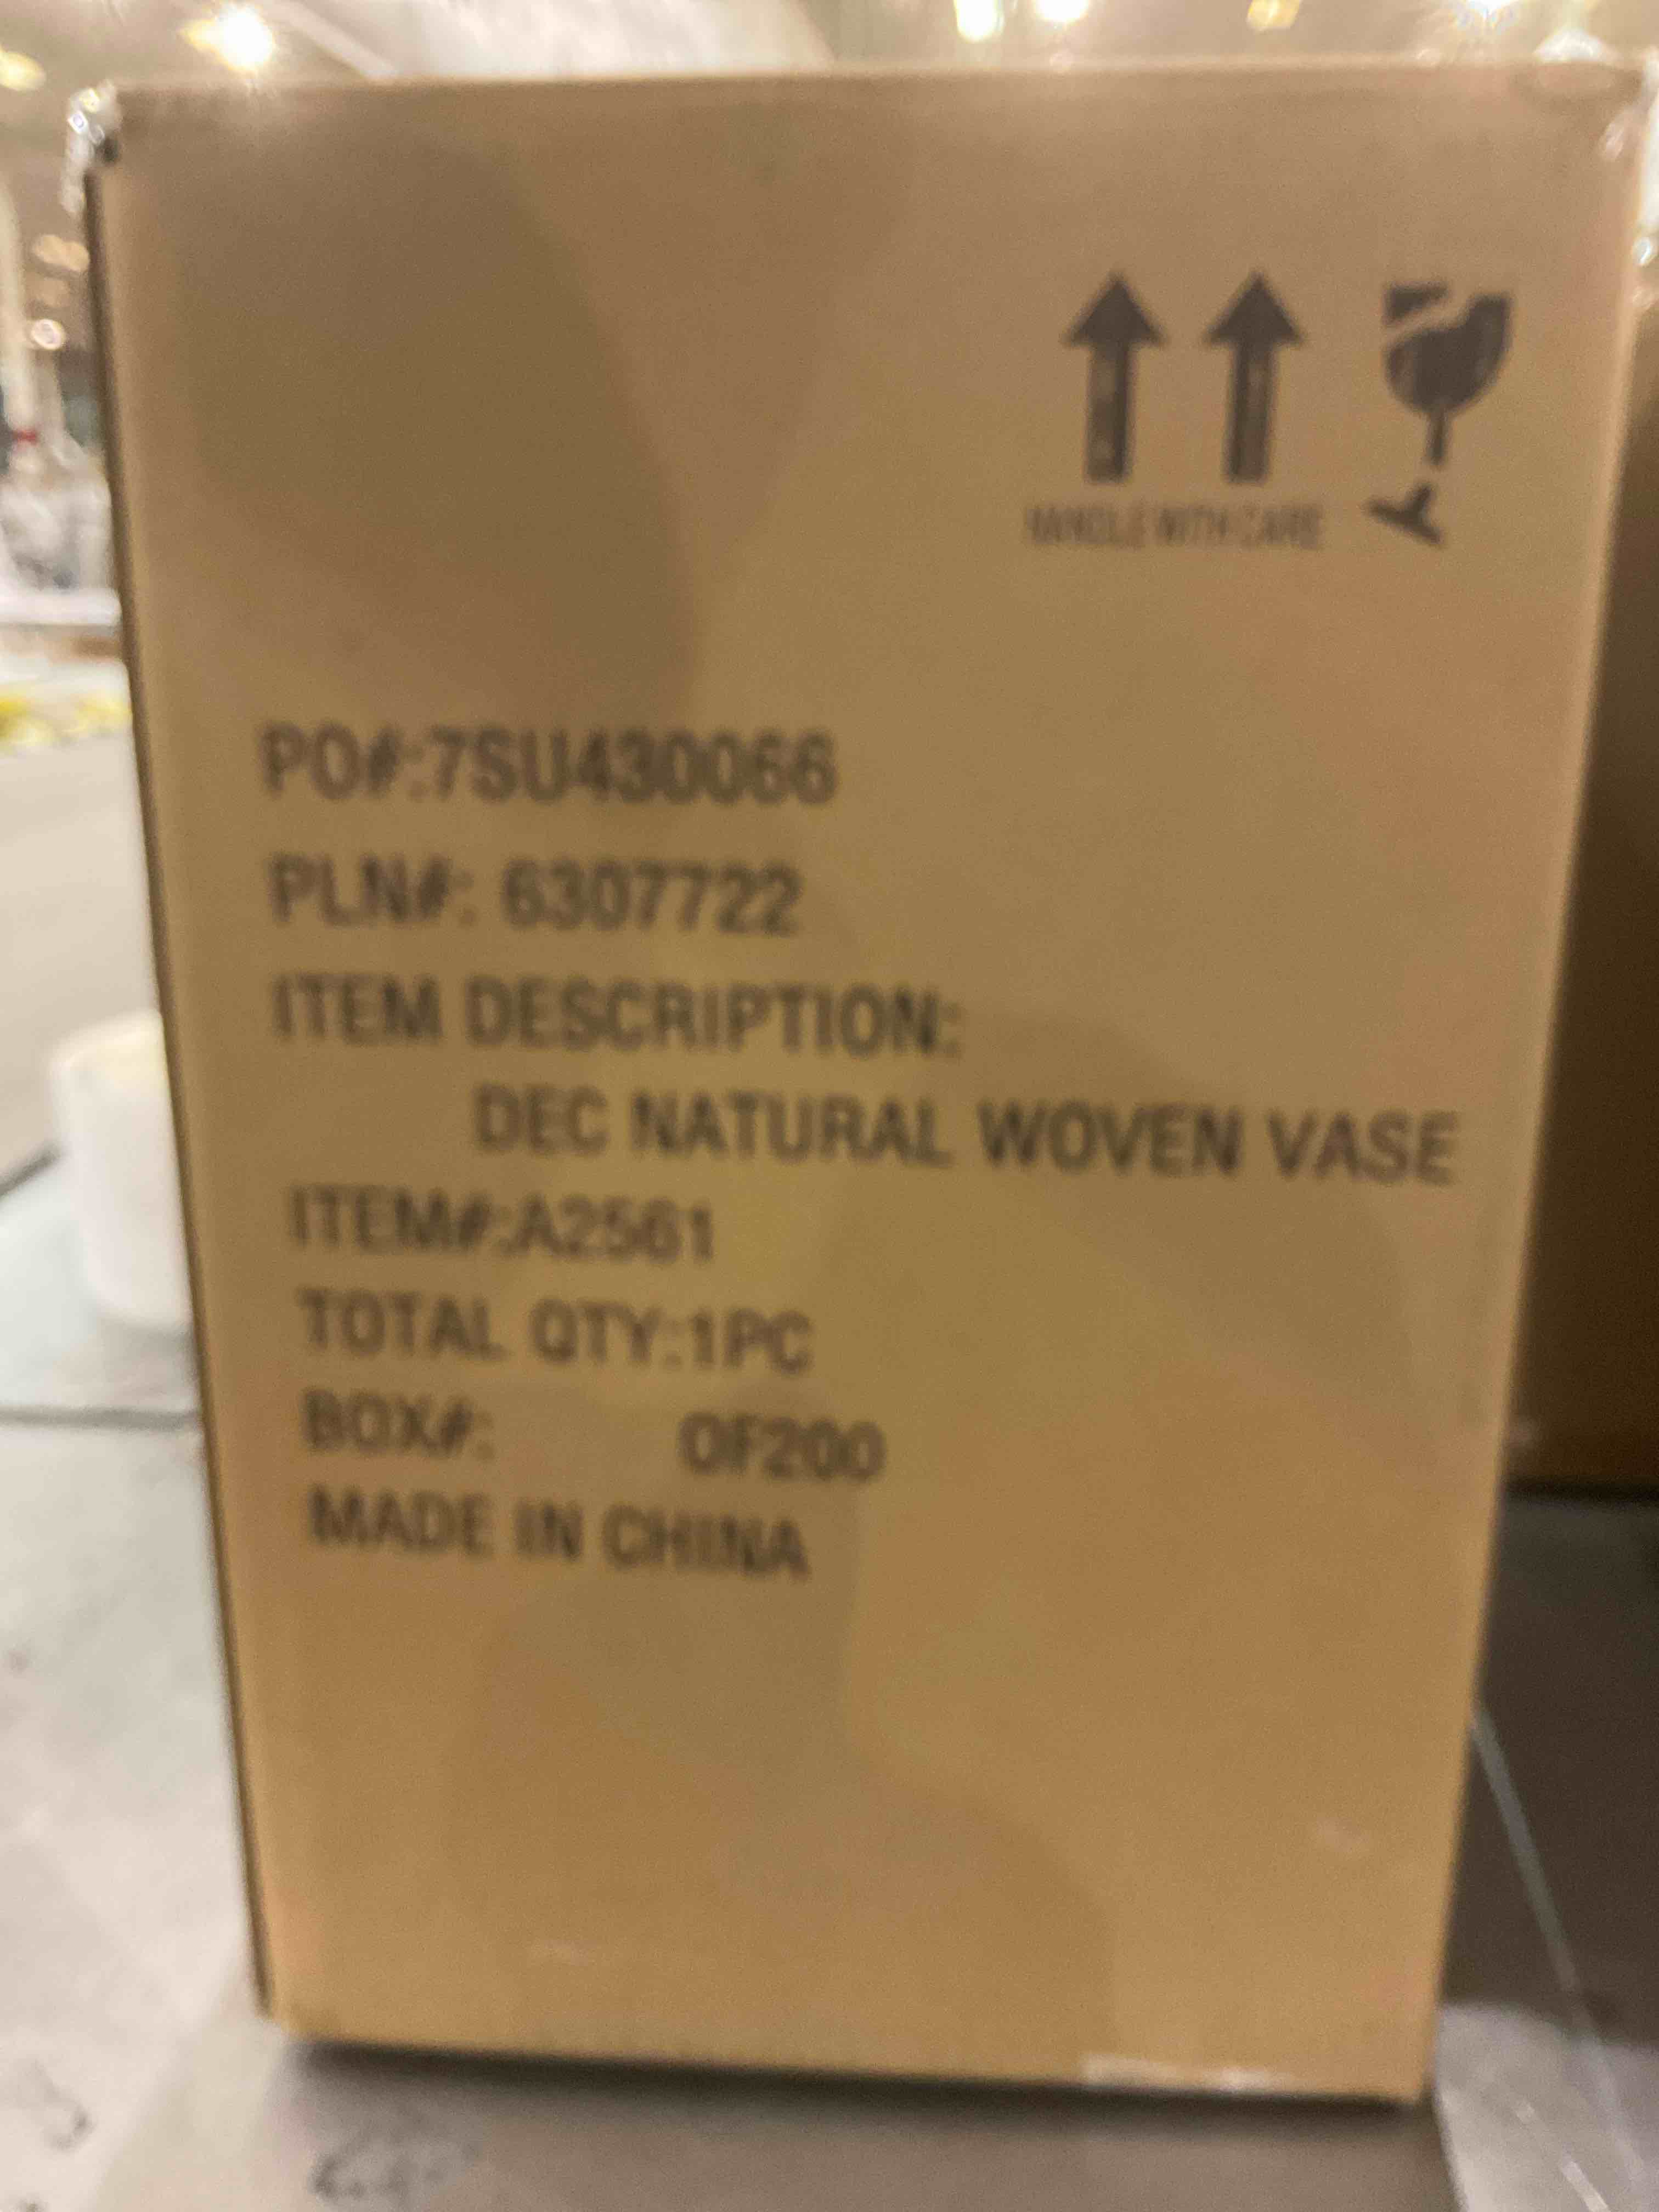 HANDLE WITH CARE
PO#:7SU430066
PLN#: 6307722
ITEM DESCRIPTION:
DEC NATURAL WOVEN VASE
ITEM#:A2561
TOTAL QTY:1PC
BOX#: OF200
MADE IN CHINA